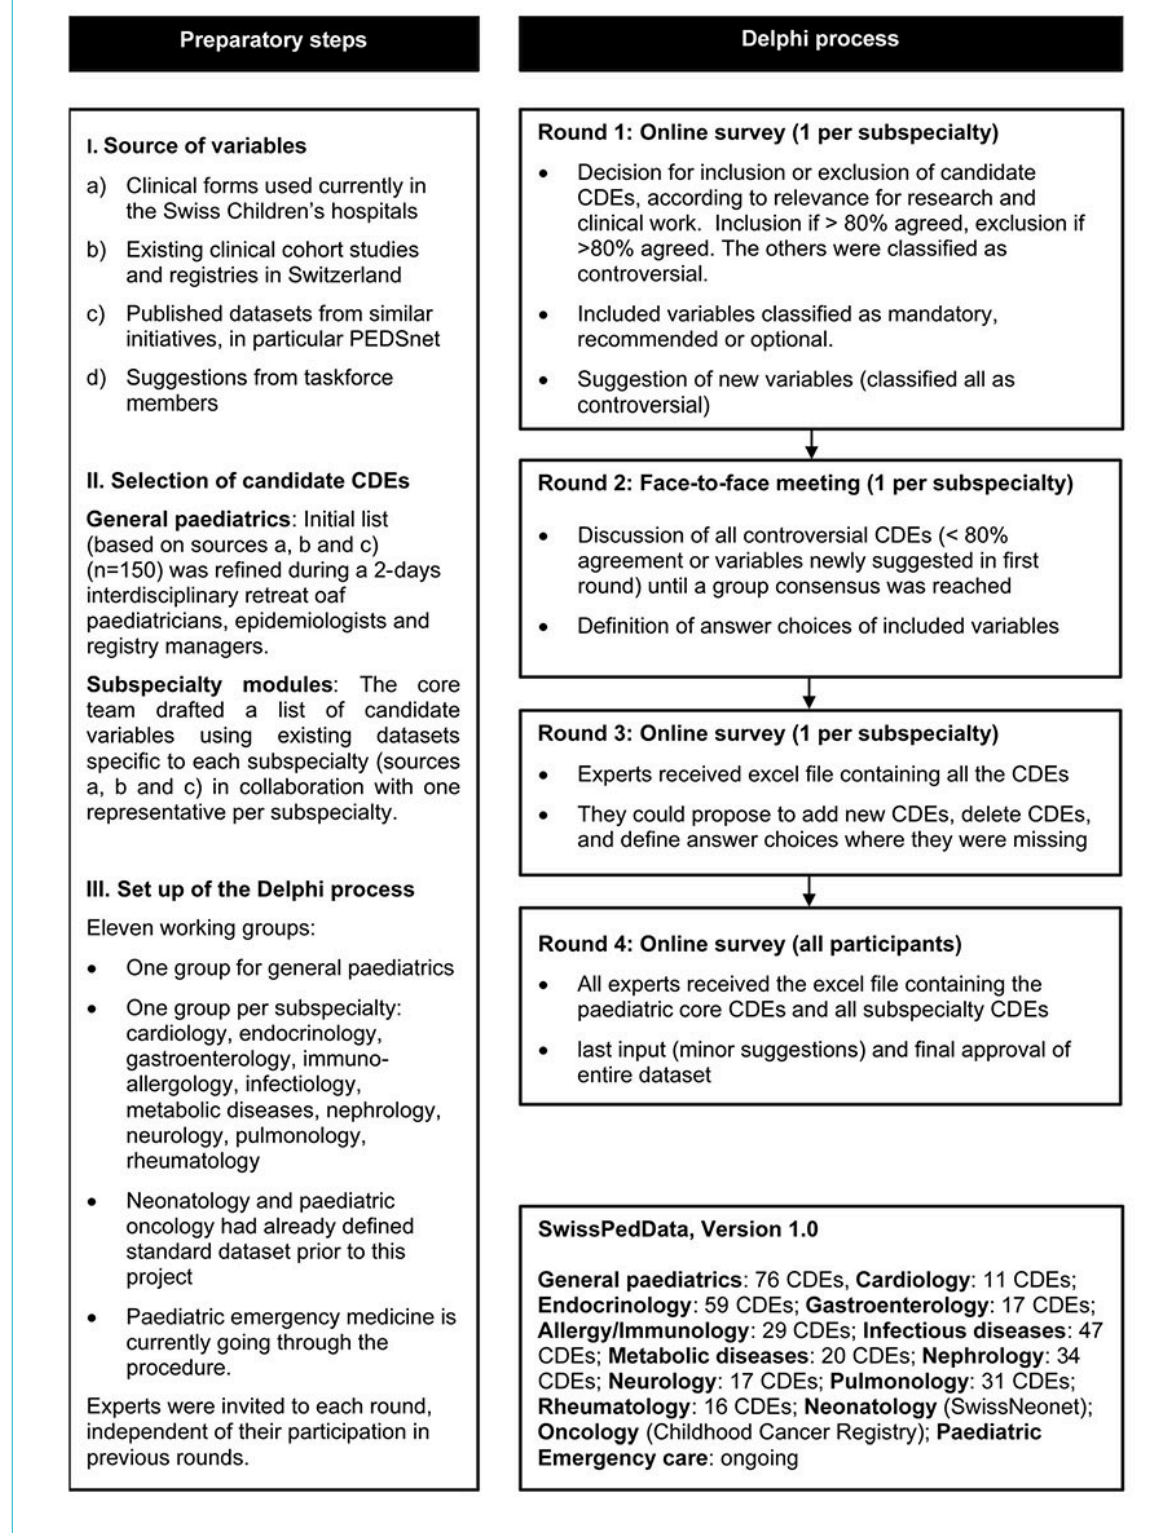 Preparatory steps
I. Source of variables
a) Clinical forms used currently in
the Swiss Children's hospitals
b) Existing clinical cohort studies
and registries in Switzerland
c) Published datasets from similar
initiatives, in particular PEDSnet
d) Suggestions from taskforce
members
II. Selection of candidate CDEs
General paediatrics: Initial list
(based on sources a, b and c)
(n=150) was refined during a 2-days
interdisciplinary retreat oaf
paediatricians, epidemiologists and
registry managers.
Subspecialty modules: The core
team drafted a list of candidate
variables using existing datasets
specific to each subspecialty (sources
a, b and c) in collaboration with one
representative per subspecialty.
III. Set up of the Delphi process
Eleven working groups:
• One group for general paediatrics
• One group per subspecialty:
cardiology, endocrinology,
gastroenterology, immuno-
allergology, infectiology,
metabolic diseases, nephrology,
neurology, pulmonology,
rheumatology
• Neonatology and paediatric
oncology had already defined
standard dataset prior to this
project
• Paediatric emergency medicine is
currently going through the
procedure.
Experts were invited to each round,
independent of their participation in
previous rounds.
Delphi process
Round 1: Online survey (1 per subspecialty)
• Decision for inclusion or exclusion of candidate
CDEs, according to relevance for research and
clinical work. Inclusion if > 80% agreed, exclusion if
>80% agreed. The others were classified as
controversial.
• Included variables classified as mandatory,
recommended or optional.
• Suggestion of new variables (classified all as
controversial)
Round 2: Face-to-face meeting (1 per subspecialty)
• Discussion of all controversial CDEs (< 80%
agreement or variables newly suggested in first
round) until a group consensus was reached
• Definition of answer choices of included variables
Round 3: Online survey (1 per subspecialty)
• Experts received excel file containing all the CDEs
• They could propose to add new CDEs, delete CDEs,
and define answer choices where they were missing
Round 4: Online survey (all participants)
• All experts received the excel file containing the
paediatric core CDEs and all subspecialty CDEs
• last input (minor suggestions) and final approval of
entire dataset
SwissPedData, Version 1.0
General paediatrics: 76 CDEs, Cardiology: 11 CDEs;
Endocrinology: 59 CDEs; Gastroenterology: 17 CDEs;
Allergy/Immunology: 29 CDEs; Infectious diseases: 47
CDEs; Metabolic diseases: 20 CDEs; Nephrology: 34
CDEs; Neurology: 17 CDEs; Pulmonology: 31 CDEs;
Rheumatology: 16 CDEs; Neonatology (SwissNeonet);
Oncology (Childhood Cancer Registry); Paediatric
Emergency care: ongoing